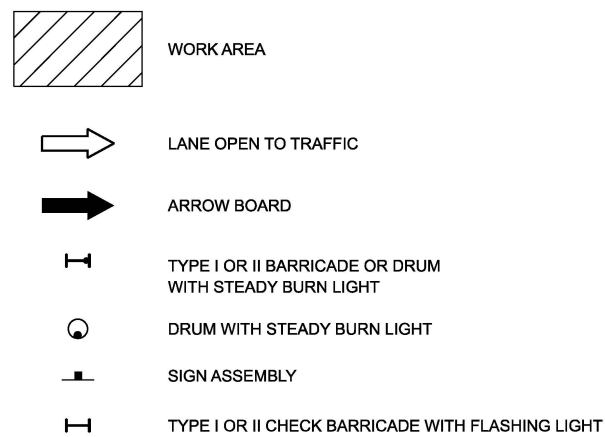 WORK AREA
LANE OPEN TO TRAFFIC
ARROW BOARD
TYPE I OR II BARRICADE OR DRUM
WITH STEADY BURN LIGHT
DRUM WITH STEADY BURN LIGHT
SIGN ASSEMBLY
TYPE I OR II CHECK BARRICADE WITH FLASHING LIGHT